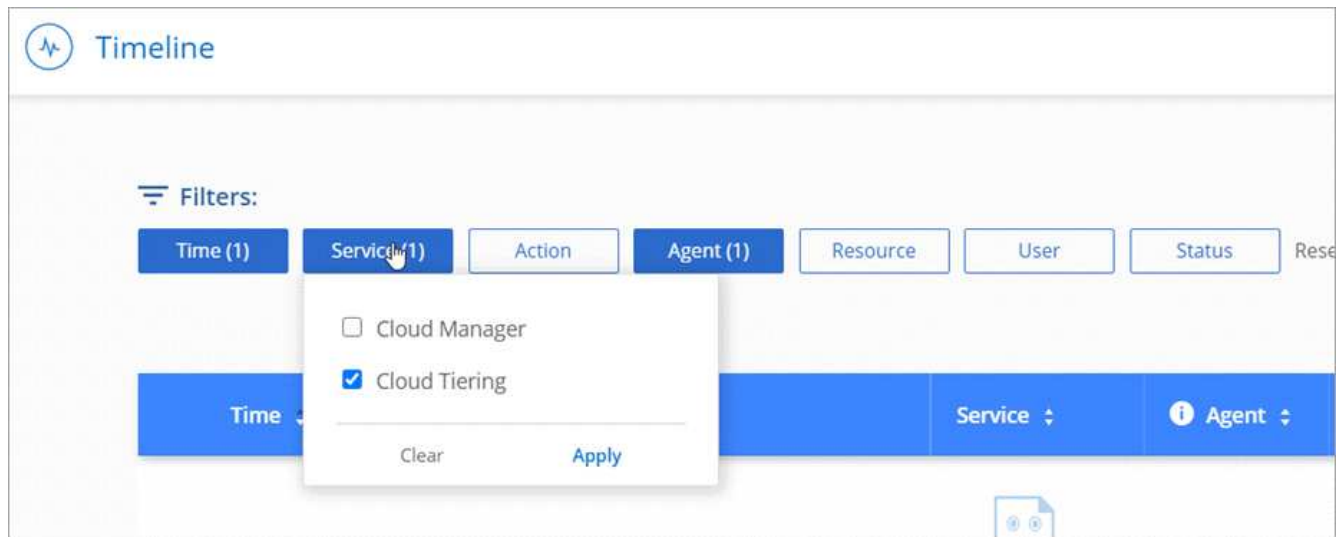 Timeline
Filters:
Time (1) Service (1) Action Agent (1) Resource User Status Rese
Cloud Manager
Cloud Tiering
Time Service Agent
Clear Apply